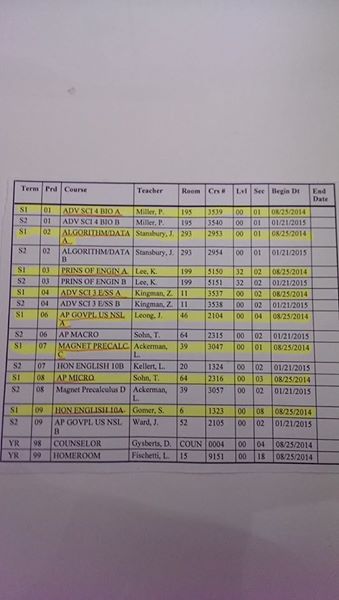 Term Prd Course Teacher Room Crs # Lvl Sec Begin Dt End
Date
S1 01 ADV SCI 4 BIO A Miller, P. 195 3539 00 01 08/25/2014
S2 01 ADV SCI 4 BIO B Miller, P. 195 3540 00 01 01/21/2015
S1 02 ALGORITHM/DATA Stansbury, J. 293 2953 00 01 08/25/2014
A
S2 02 ALGORITHM/DATA Stansbury, J. 293 2954 00 01 01/21/2015
B
S1 03 PRINS OF ENGIN A Lee, K. 199 5150 32 02 08/25/2014
S2 03 PRINS OF ENGIN B Lee, K. 199 5151 32 02 01/21/2015
S1 04 ADV SCI 3 E/SS A Kingman, Z. 11 3537 00 02 08/25/2014
S2 04 ADV SCI 3 E/SS B Kingman, Z. 11 3538 00 02 01/21/2015
S1 06 AP GOVPL US NSL Leong, J. 46 2104 00 04 08/25/2014
A
S2 06 AP MACRO Sohn, T. 64 2315 00 02 01/21/2015
S1 07 MAGNET PRECALC Ackerman, 39 3047 00 01 08/25/2014
C L.
S2 07 HON ENGLISH 10B Kellert, L. 20 1324 00 02 01/21/2015
S1 08 AP MICRO Sohn, T. 64 2316 00 03 08/25/2014
S2 08 Magnet Precalculus D Ackerman, 39 3057 00 02 01/21/2015
L.
S1 09 HON ENGLISH 10A Gomer, S. 6 1323 00 08 08/25/2014
S2 09 AP GOVPL US NSL Ward, J. 52 2105 00 02 01/21/2015
B
YR 98 COUNSELOR Gysberts, D. COUN 0004 00 04 08/25/2014
YR 99 HOMEROOM Fischetti, L. 15 9151 00 18 08/25/2014